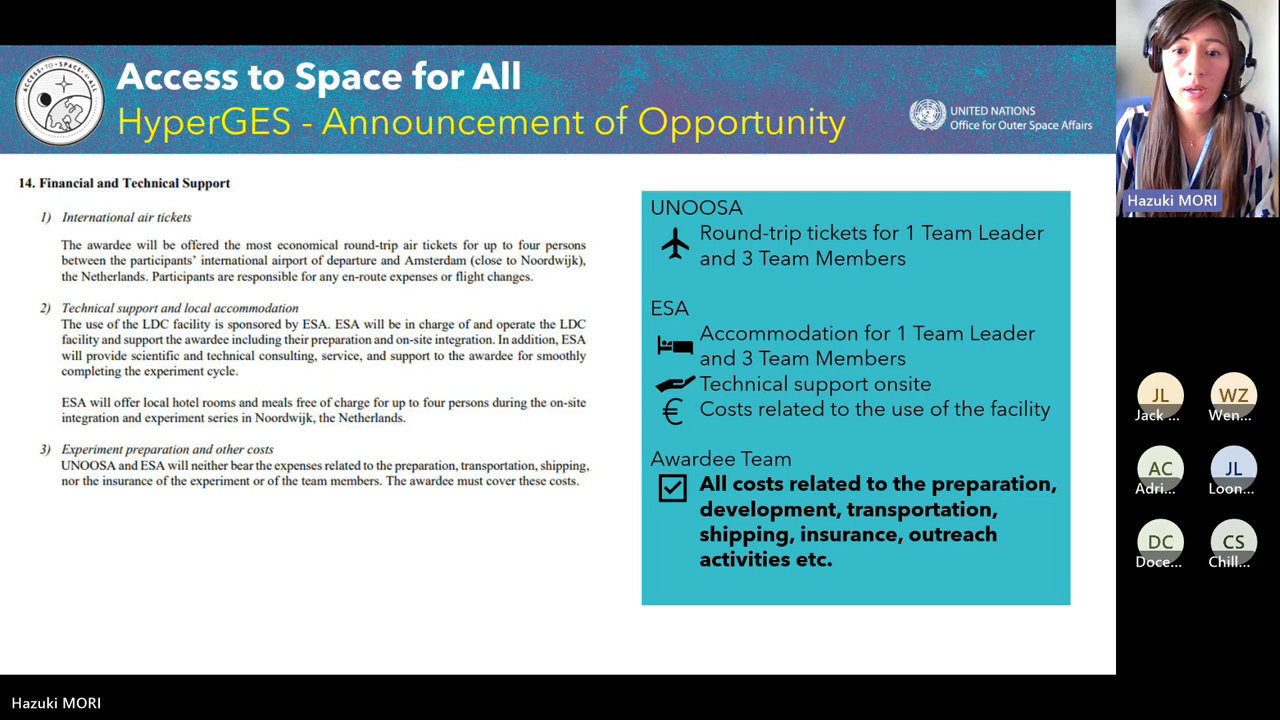 ACCESS TO SPACE 4 ALL
Access to Space for All
HyperGES - Announcement of Opportunity
UNITED NATIONS
Office for Outer Space Affairs
14. Financial and Technical Support
1) International air tickets
The awardee will be offered the most economical round-trip air tickets for up to four persons
between the participants' international airport of departure and Amsterdam (close to Noordwijk),
the Netherlands. Participants are responsible for any en-route expenses or flight changes.
2) Technical support and local accommodation
The use of the LDC facility is sponsored by ESA. ESA will be in charge of and operate the LDC
facility and support the awardee including their preparation and on-site integration. In addition, ESA
will provide scientific and technical consulting, service, and support to the awardee for smoothly
completing the experiment cycle.
ESA will offer local hotel rooms and meals free of charge for up to four persons during the on-site
integration and experiment series in Noordwijk, the Netherlands.
3) Experiment preparation and other costs
UNOOSA and ESA will neither bear the expenses related to the preparation, transportation, shipping,
nor the insurance of the experiment or of the team members. The awardee must cover these costs.
UNOOSA
Round-trip tickets for 1 Team Leader
and 3 Team Members
ESA
Accommodation for 1 Team Leader
and 3 Team Members
Technical support onsite
€ Costs related to the use of the facility
Awardee Team
All costs related to the preparation,
development, transportation,
shipping, insurance, outreach
activities etc.
Hazuki MORI
JL
Jack ...
WZ
Wen...
AC
Adri...
JL
Loon...
DC
Doce...
CS
Chill...
Hazuki MORI